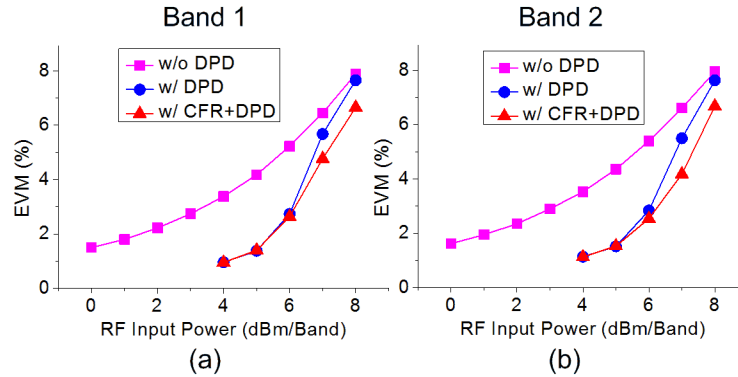 Band 1
Band 2
w/o DPD
w/ DPD
w/ CFR+DPD
EVM (%)
8
6
4
2
0
0 2 4 6 8
RF Input Power (dBm/Band)
(a)
w/o DPD
w/ DPD
w/ CFR+DPD
EVM (%)
8
6
4
2
0
0 2 4 6 8
RF Input Power (dBm/Band)
(b)